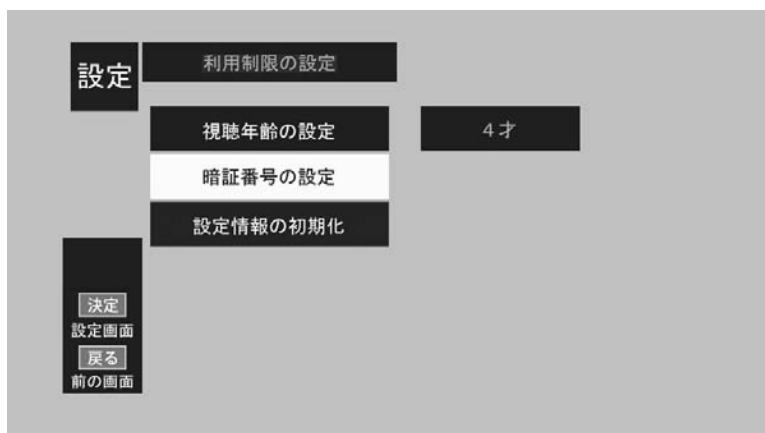 設定
利用制限の設定
視聴年齢の設定
4才
暗証番号の設定
設定情報の初期化
決定
設定画面
戻る
前の画面